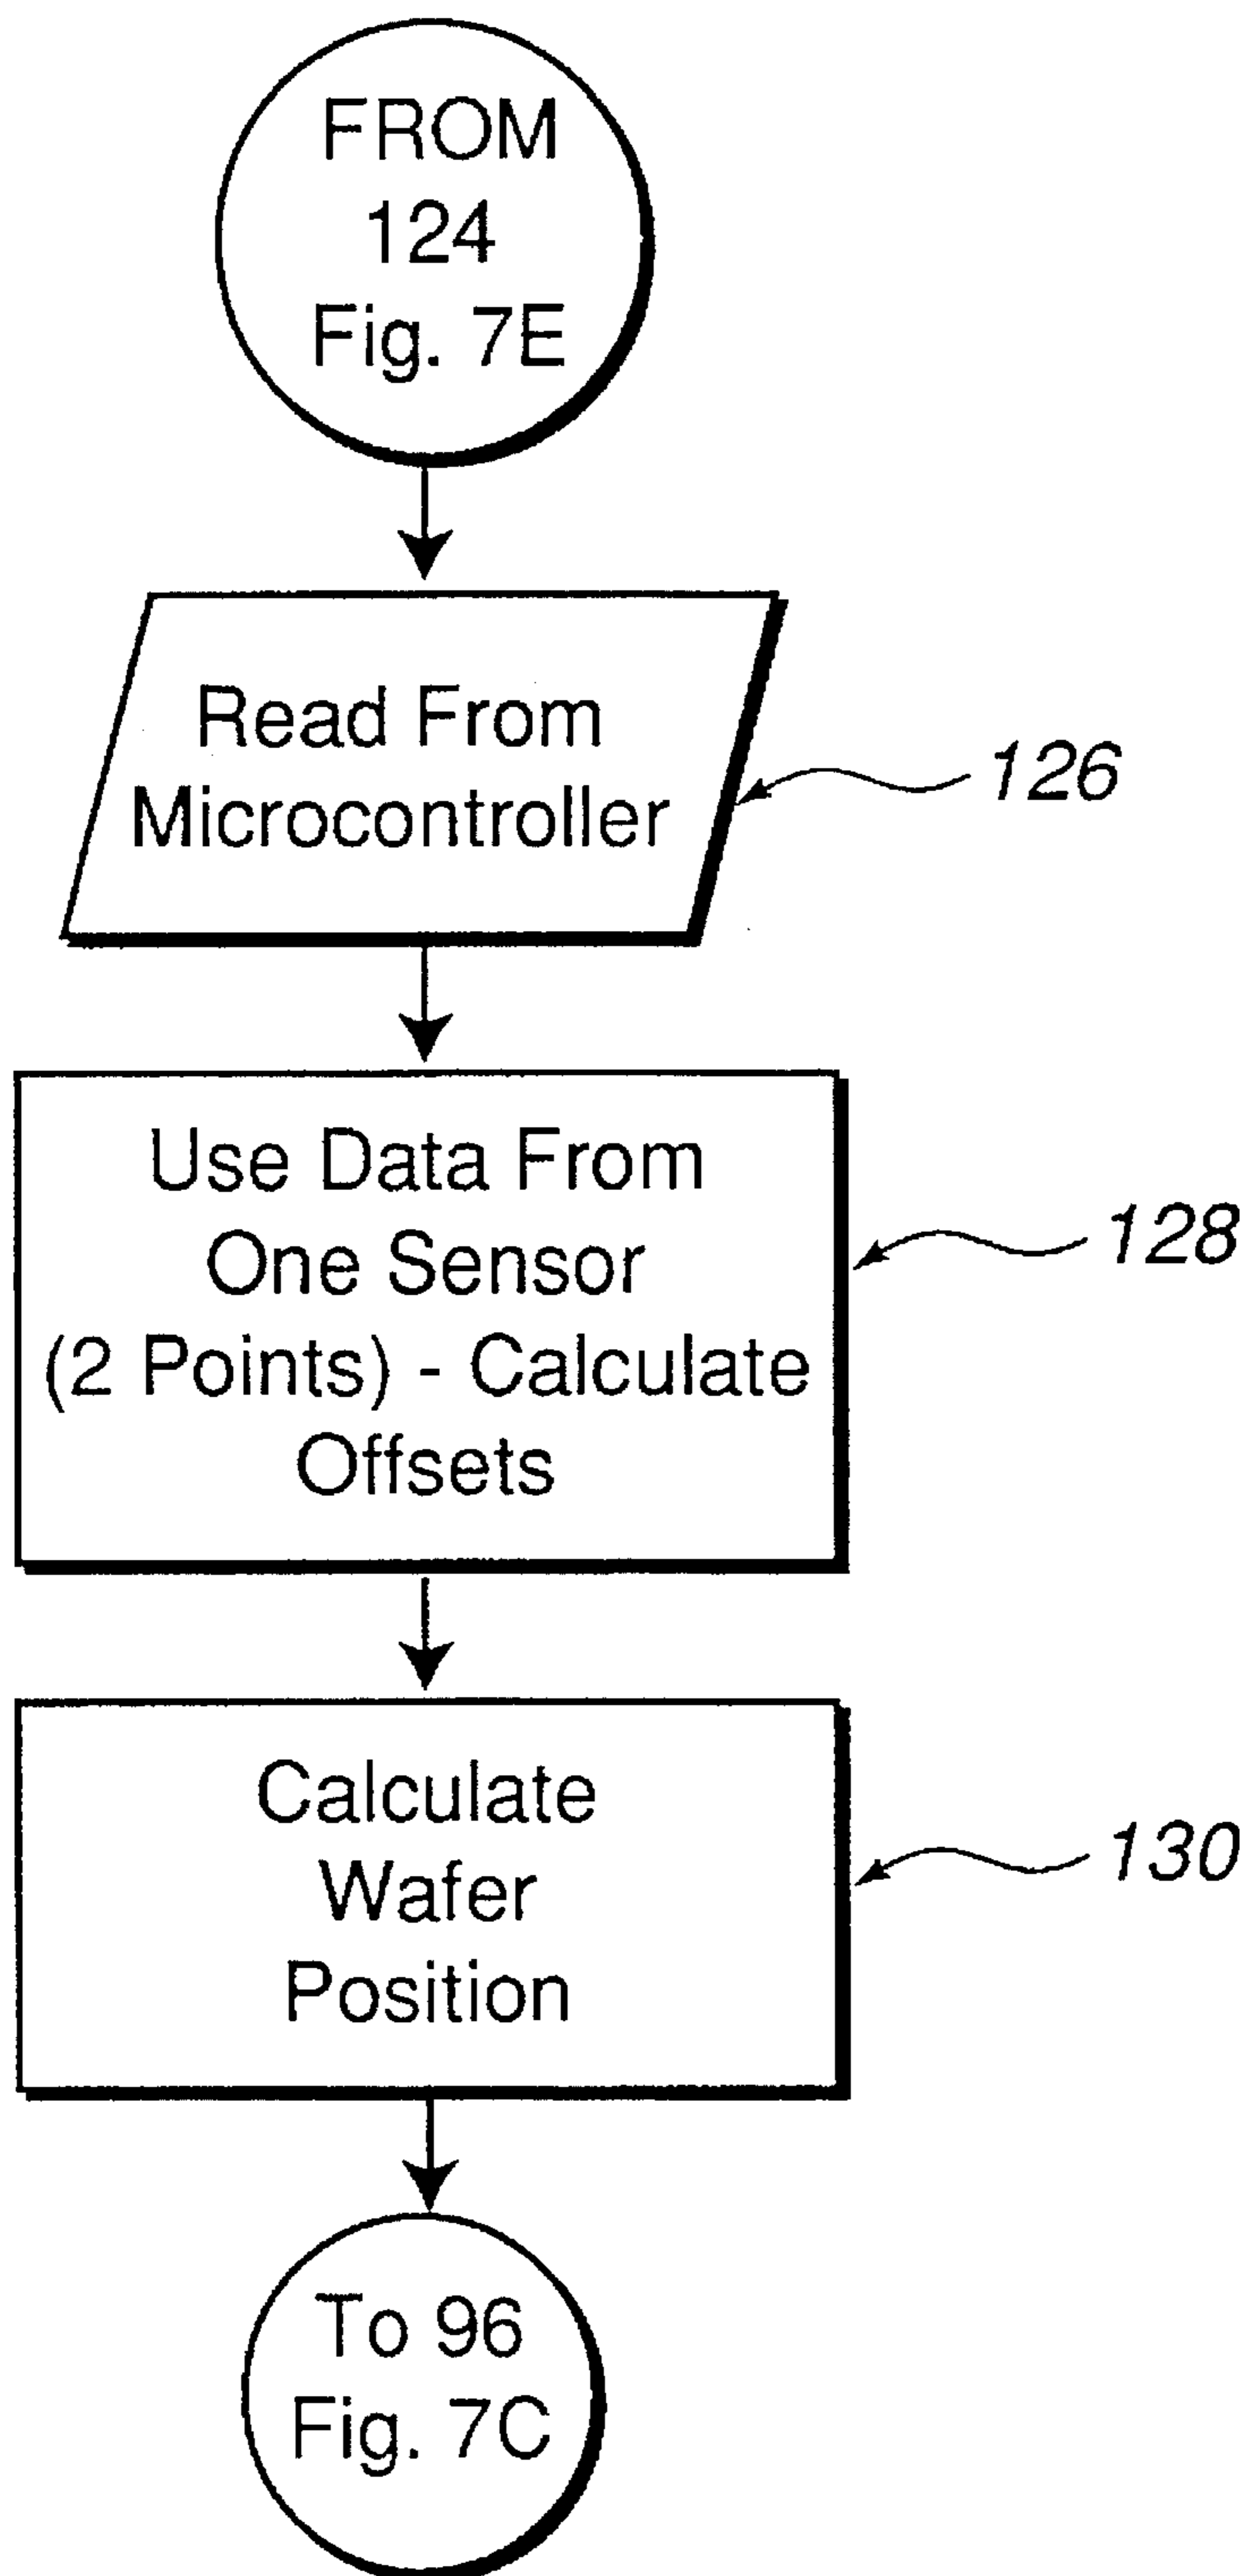 FROM
124
Fig. 7E
Read From
Microcontroller
126
Use Data From
One Sensor
(2 Points) - Calculate
Offsets
128
Calculate
Wafer
Position
130
To 96
Fig. 7C